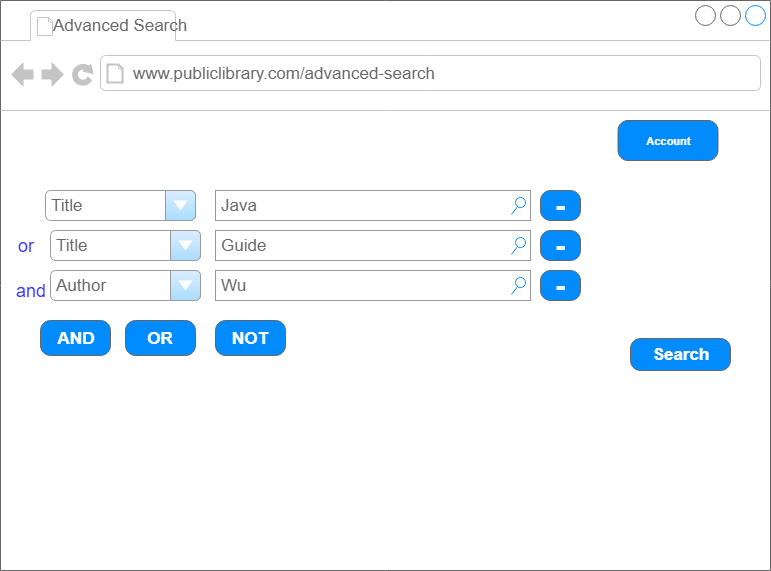 Advanced Search
www.publiclibrary.com/advanced-search
Account
Title Java -
or Title Guide -
and Author Wu -
AND OR NOT
Search